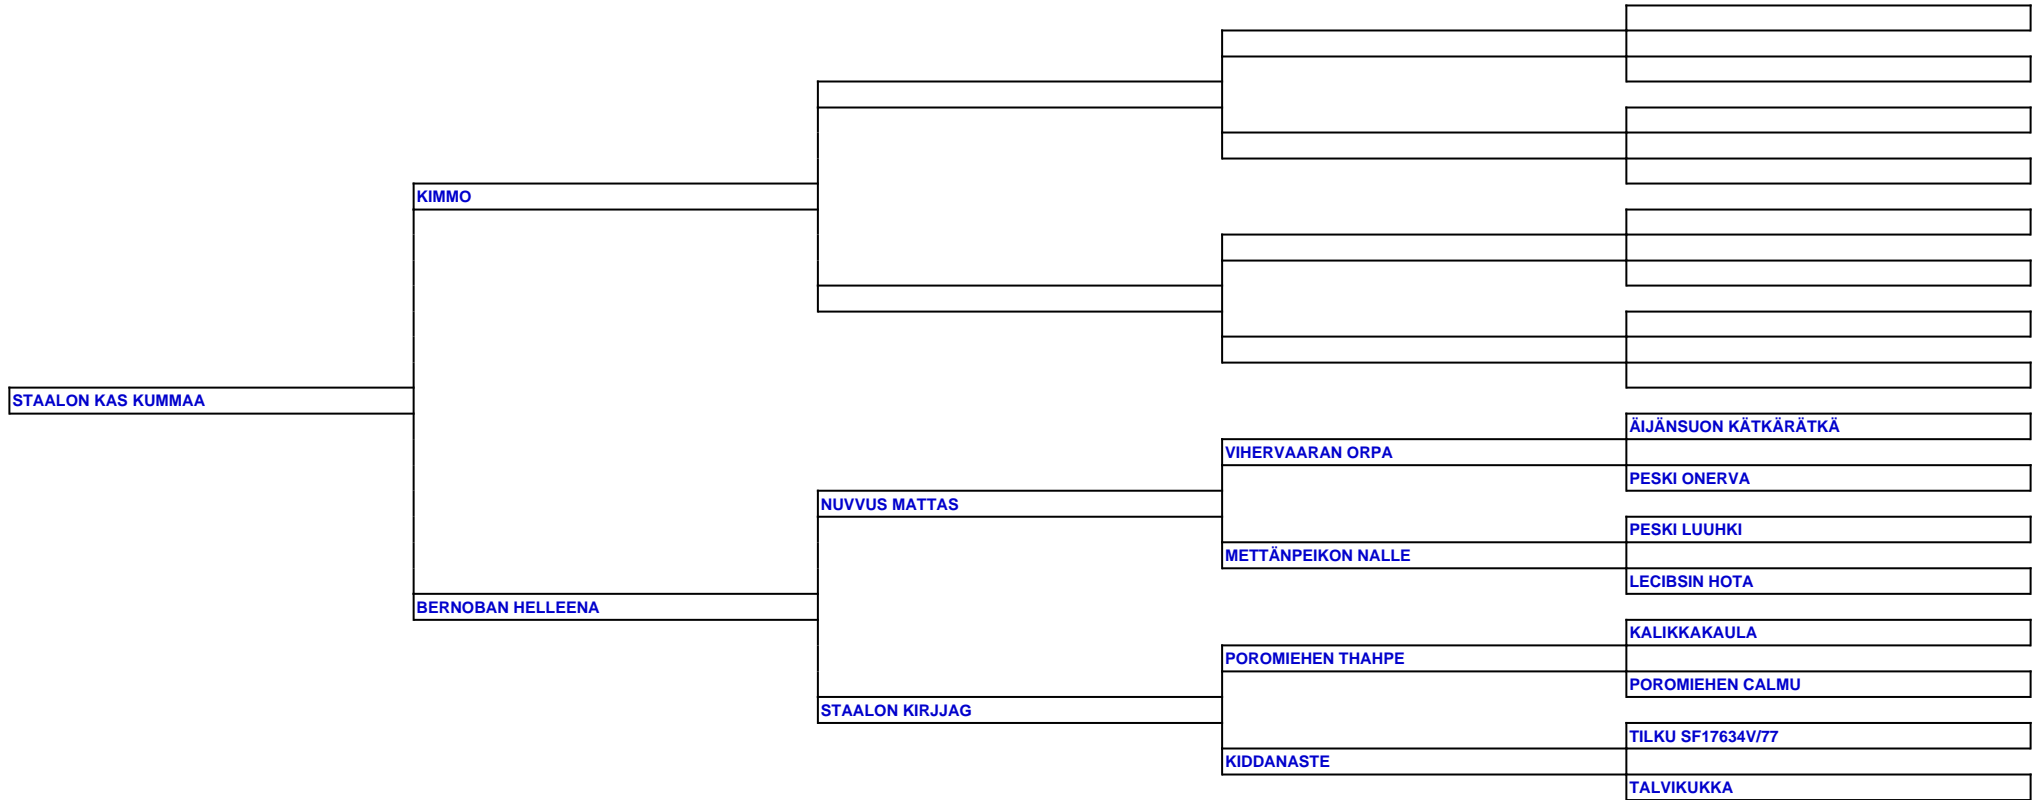 KIMMO
STAALON KAS KUMMAA
ÄIJÄNSUON KÄTKÄRÄTKÄ
VIHERVAARAN ORPA
PESKI ONERVA
NUVVUS MATTAS
PESKI LUUHKI
METTÄNPEIKON NALLE
LECIBSIN HOTA
BERNOBAN HELLEENA
KALIKKAKAULA
POROMIEHEN THAHPE
POROMIEHEN CALMU
STAALON KIRJJAG
TILKU SF17634V/77
KIDDANASTE
TALVIKUKKA